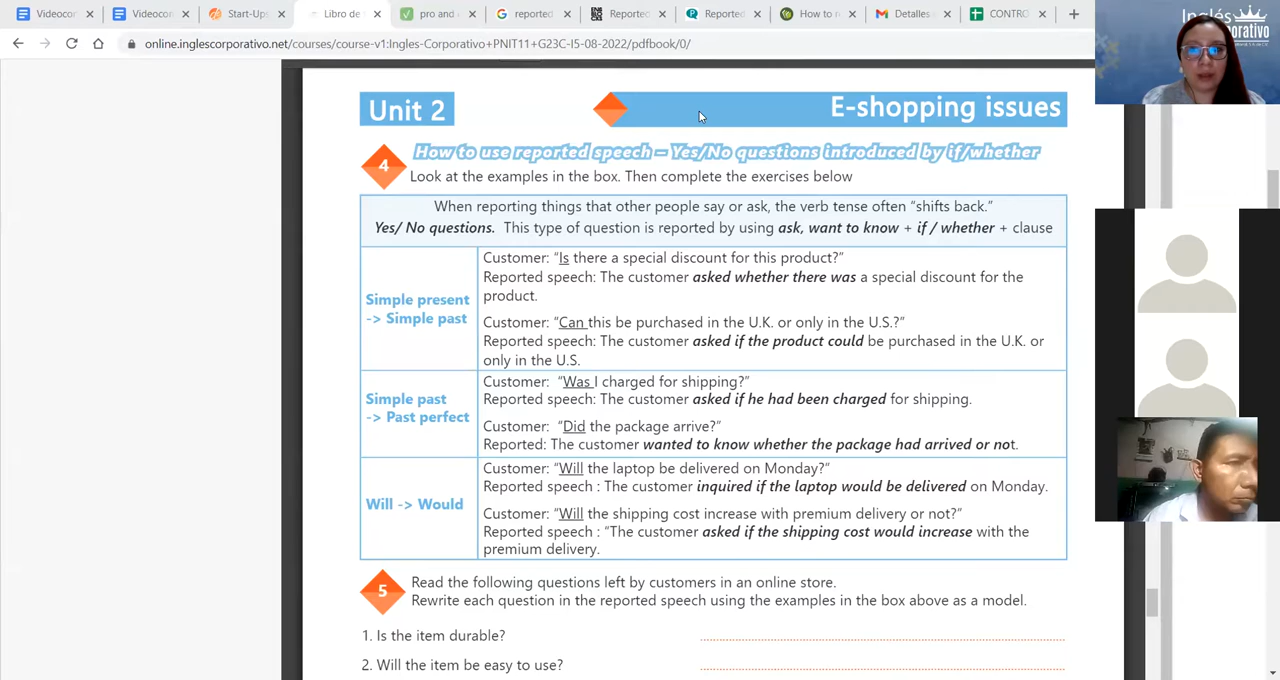 Videocor
Videocor
Start-Ups
Libro de
pro and
reported
Reported
Reported
How to r
Detalles
CONTRO
online.inglescorporativo.net/courses/course-v1:Ingles-Corporativo+PNIT11+G23C-I5-08-2022/pdfbook/0/
Inglés
rporativo
Unit 2
E-shopping issues
4
How to use reported speech – Yes/No questions introduced by if/whether
Look at the examples in the box. Then complete the exercises below
When reporting things that other people say or ask, the verb tense often “shifts back.”
Yes/ No questions. This type of question is reported by using ask, want to know + if / whether + clause
Simple present
-> Simple past
Customer: “Is there a special discount for this product?”
Reported speech: The customer asked whether there was a special discount for the
product.
Customer: “Can this be purchased in the U.K. or only in the U.S.?”
Reported speech: The customer asked if the product could be purchased in the U.K. or
only in the U.S.
Simple past
-> Past perfect
Customer: “Was I charged for shipping?”
Reported speech: The customer asked if he had been charged for shipping.
Customer: “Did the package arrive?”
Reported: The customer wanted to know whether the package had arrived or not.
Will -> Would
Customer: “Will the laptop be delivered on Monday?”
Reported speech : The customer inquired if the laptop would be delivered on Monday.
Customer: “Will the shipping cost increase with premium delivery or not?”
Reported speech : “The customer asked if the shipping cost would increase with the
premium delivery.
5
Read the following questions left by customers in an online store.
Rewrite each question in the reported speech using the examples in the box above as a model.
1. Is the item durable?
2. Will the item be easy to use?